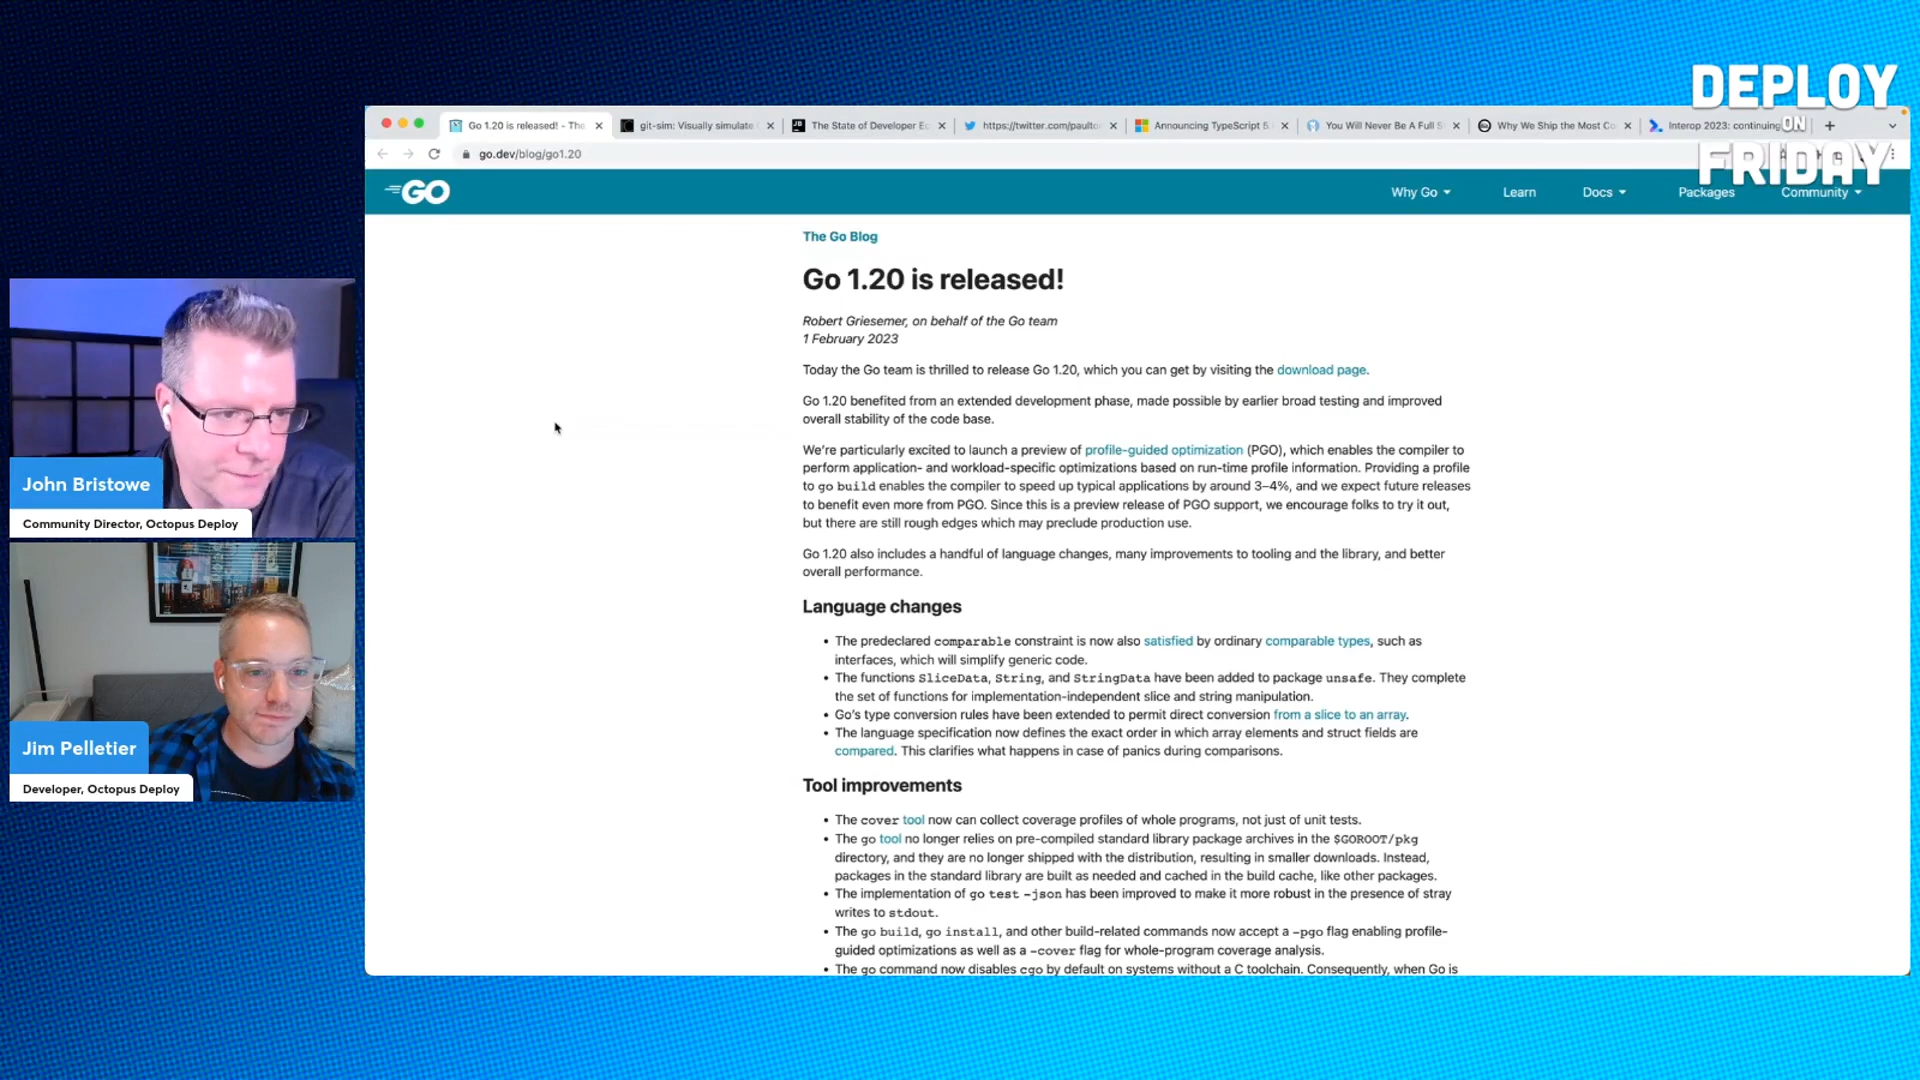 DEPLOY
ON
FRIDAY
Go 1.20 is released! - The
git-sim: Visually simulate
The State of Developer Ec
https://twitter.com/paulto
Announcing TypeScript 5.
You Will Never Be A Full S
Why We Ship the Most Co
Interop 2023: continuing
go.dev/blog/go1.20
GO
Why Go
Learn
Docs
Packages
Community
The Go Blog
Go 1.20 is released!
Robert Griesemer, on behalf of the Go team
1 February 2023
Today the Go team is thrilled to release Go 1.20, which you can get by visiting the download page.
Go 1.20 benefited from an extended development phase, made possible by earlier broad testing and improved
overall stability of the code base.
We're particularly excited to launch a preview of profile-guided optimization (PGO), which enables the compiler to
perform application- and workload-specific optimizations based on run-time profile information. Providing a profile
to go build enables the compiler to speed up typical applications by around 3–4%, and we expect future releases
to benefit even more from PGO. Since this is a preview release of PGO support, we encourage folks to try it out,
but there are still rough edges which may preclude production use.
Go 1.20 also includes a handful of language changes, many improvements to tooling and the library, and better
overall performance.
Language changes
• The predeclared comparable constraint is now also satisfied by ordinary comparable types, such as
interfaces, which will simplify generic code.
• The functions SliceData, String, and StringData have been added to package unsafe. They complete
the set of functions for implementation-independent slice and string manipulation.
• Go's type conversion rules have been extended to permit direct conversion from a slice to an array.
• The language specification now defines the exact order in which array elements and struct fields are
compared. This clarifies what happens in case of panics during comparisons.
Tool improvements
• The cover tool now can collect coverage profiles of whole programs, not just of unit tests.
• The go tool no longer relies on pre-compiled standard library package archives in the $GOROOT/pkg
directory, and they are no longer shipped with the distribution, resulting in smaller downloads. Instead,
packages in the standard library are built as needed and cached in the build cache, like other packages.
• The implementation of go test -json has been improved to make it more robust in the presence of stray
writes to stdout.
• The go build, go install, and other build-related commands now accept a -pgo flag enabling profile-
guided optimizations as well as a -cover flag for whole-program coverage analysis.
• The go command now disables cgo by default on systems without a C toolchain. Consequently, when Go is
John Bristowe
Community Director, Octopus Deploy
Jim Pelletier
Developer, Octopus Deploy